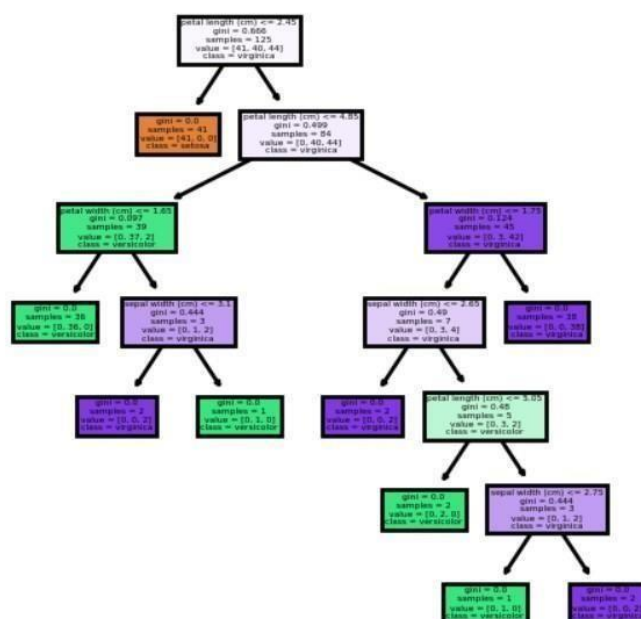 petal length (cm) <= 2.45
gini = 0.666
samples = 125
value = [41, 40, 44]
class = virginica
gini = 0.0
samples = 41
value = [41, 0, 0]
class = setosa
petal length (cm) <= 4.85
gini = 0.499
samples = 84
value = [0, 40, 44]
class = virginica
petal width (cm) <= 1.65
gini = 0.097
samples = 39
value = [0, 37, 2]
class = versicolor
petal width (cm) <= 1.75
gini = 0.124
samples = 45
value = [0, 3, 42]
class = virginica
gini = 0.0
samples = 36
value = [0, 36, 0]
class = versicolor
sepal width (cm) <= 3.1
gini = 0.444
samples = 3
value = [0, 1, 2]
class = virginica
sepal width (cm) <= 2.65
gini = 0.49
samples = 7
value = [0, 3, 4]
class = virginica
gini = 0.0
samples = 38
value = [0, 0, 38]
class = virginica
gini = 0.0
samples = 2
value = [0, 0, 2]
class = virginica
gini = 0.0
samples = 1
value = [0, 1, 0]
class = versicolor
gini = 0.0
samples = 2
value = [0, 0, 2]
class = virginica
petal length (cm) <= 5.05
gini = 0.48
samples = 5
value = [0, 3, 2]
class = versicolor
gini = 0.0
samples = 2
value = [0, 2, 0]
class = versicolor
sepal width (cm) <= 2.75
gini = 0.444
samples = 3
value = [0, 1, 2]
class = virginica
gini = 0.0
samples = 1
value = [0, 1, 0]
class = versicolor
gini = 0.0
samples = 2
value = [0, 0, 2]
class = virginica